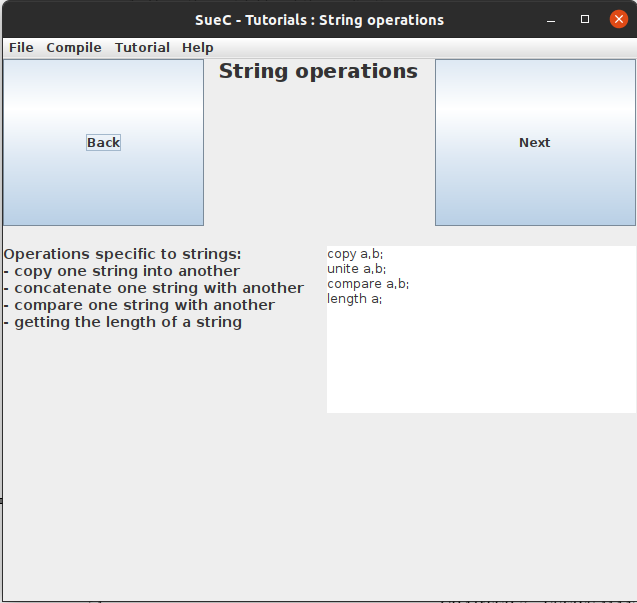 SueC - Tutorials : String operations
File Compile Tutorial Help
Back
String operations
Next
Operations specific to strings:
- copy one string into another
- concatenate one string with another
- compare one string with another
- getting the length of a string
copy a,b;
unite a,b;
compare a,b;
length a;